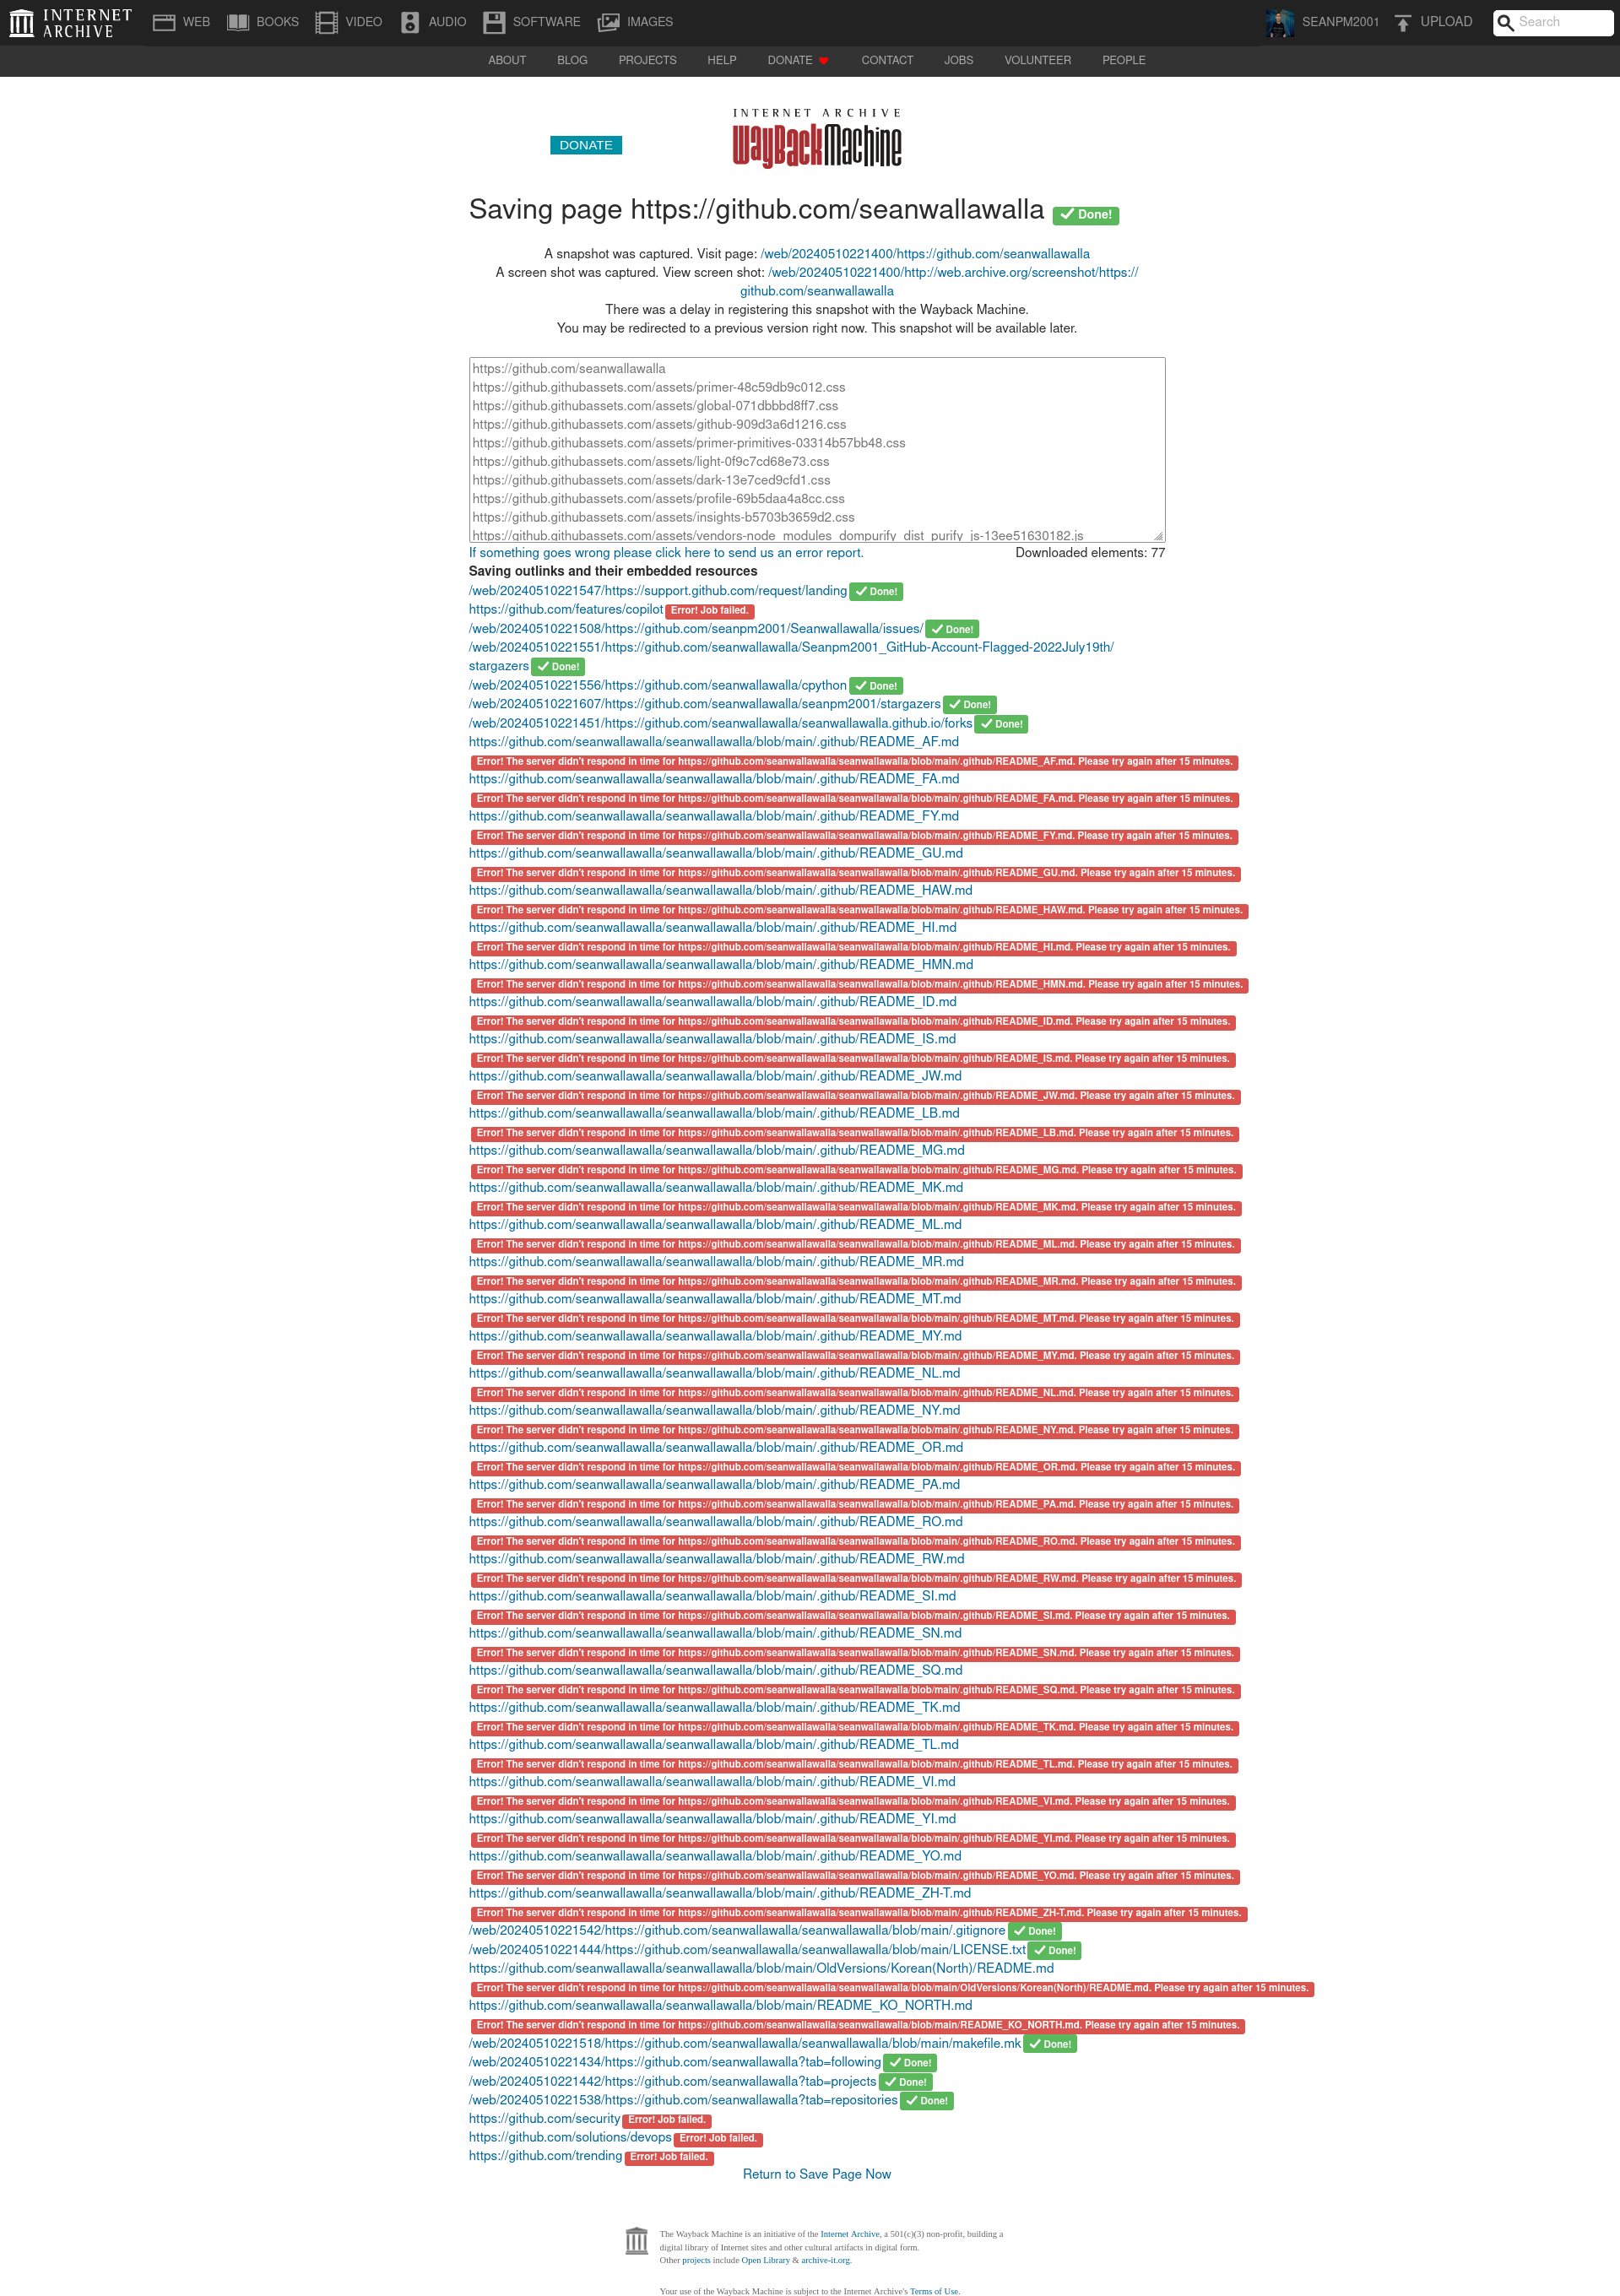 INTERNET ARCHIVE
WEB BOOKS VIDEO AUDIO SOFTWARE IMAGES SEANPM2001 UPLOAD Search
ABOUT BLOG PROJECTS HELP DONATE CONTACT JOBS VOLUNTEER PEOPLE
INTERNET ARCHIVE
DONATE WayBackMachine
Saving page https://github.com/seanwallawalla Done!
A snapshot was captured. Visit page: /web/20240510221400/https://github.com/seanwallawalla
A screen shot was captured. View screen shot: /web/20240510221400/http://web.archive.org/screenshot/https://
github.com/seanwallawalla
There was a delay in registering this snapshot with the Wayback Machine.
You may be redirected to a previous version right now. This snapshot will be available later.
https://github.com/seanwallawalla
https://github.githubassets.com/assets/primer-48c59db9c012.css
https://github.githubassets.com/assets/global-071dbbbd8ff7.css
https://github.githubassets.com/assets/github-909d3a6d1216.css
https://github.githubassets.com/assets/primer-primitives-03314b57bb48.css
https://github.githubassets.com/assets/light-0f9c7cd68e73.css
https://github.githubassets.com/assets/dark-13e7ced9cfd1.css
https://github.githubassets.com/assets/profile-69b5daa4a8cc.css
https://github.githubassets.com/assets/insights-b5703b3659d2.css
https://github.githubassets.com/assets/vendors-node_modules_dompurify_dist_purify_js-13ee51630182.js
If something goes wrong please click here to send us an error report. Downloaded elements: 77
Saving outlinks and their embedded resources
/web/20240510221547/https://support.github.com/request/landing Done!
https://github.com/features/copilot Error! Job failed.
/web/20240510221508/https://github.com/seanpm2001/Seanwallawalla/issues/ Done!
/web/20240510221551/https://github.com/seanwallawalla/Seanpm2001_GitHub-Account-Flagged-2022July19th/
stargazers Done!
/web/20240510221556/https://github.com/seanwallawalla/cpython Done!
/web/20240510221607/https://github.com/seanwallawalla/seanpm2001/stargazers Done!
/web/20240510221451/https://github.com/seanwallawalla/seanwallawalla.github.io/forks Done!
https://github.com/seanwallawalla/seanwallawalla/blob/main/.github/README_AF.md
Error! The server didn't respond in time for https://github.com/seanwallawalla/seanwallawalla/blob/main/.github/README_AF.md. Please try again after 15 minutes.
https://github.com/seanwallawalla/seanwallawalla/blob/main/.github/README_FA.md
Error! The server didn't respond in time for https://github.com/seanwallawalla/seanwallawalla/blob/main/.github/README_FA.md. Please try again after 15 minutes.
https://github.com/seanwallawalla/seanwallawalla/blob/main/.github/README_FY.md
Error! The server didn't respond in time for https://github.com/seanwallawalla/seanwallawalla/blob/main/.github/README_FY.md. Please try again after 15 minutes.
https://github.com/seanwallawalla/seanwallawalla/blob/main/.github/README_GU.md
Error! The server didn't respond in time for https://github.com/seanwallawalla/seanwallawalla/blob/main/.github/README_GU.md. Please try again after 15 minutes.
https://github.com/seanwallawalla/seanwallawalla/blob/main/.github/README_HAW.md
Error! The server didn't respond in time for https://github.com/seanwallawalla/seanwallawalla/blob/main/.github/README_HAW.md. Please try again after 15 minutes.
https://github.com/seanwallawalla/seanwallawalla/blob/main/.github/README_HI.md
Error! The server didn't respond in time for https://github.com/seanwallawalla/seanwallawalla/blob/main/.github/README_HI.md. Please try again after 15 minutes.
https://github.com/seanwallawalla/seanwallawalla/blob/main/.github/README_HMN.md
Error! The server didn't respond in time for https://github.com/seanwallawalla/seanwallawalla/blob/main/.github/README_HMN.md. Please try again after 15 minutes.
https://github.com/seanwallawalla/seanwallawalla/blob/main/.github/README_ID.md
Error! The server didn't respond in time for https://github.com/seanwallawalla/seanwallawalla/blob/main/.github/README_ID.md. Please try again after 15 minutes.
https://github.com/seanwallawalla/seanwallawalla/blob/main/.github/README_IS.md
Error! The server didn't respond in time for https://github.com/seanwallawalla/seanwallawalla/blob/main/.github/README_IS.md. Please try again after 15 minutes.
https://github.com/seanwallawalla/seanwallawalla/blob/main/.github/README_JW.md
Error! The server didn't respond in time for https://github.com/seanwallawalla/seanwallawalla/blob/main/.github/README_JW.md. Please try again after 15 minutes.
https://github.com/seanwallawalla/seanwallawalla/blob/main/.github/README_LB.md
Error! The server didn't respond in time for https://github.com/seanwallawalla/seanwallawalla/blob/main/.github/README_LB.md. Please try again after 15 minutes.
https://github.com/seanwallawalla/seanwallawalla/blob/main/.github/README_MG.md
Error! The server didn't respond in time for https://github.com/seanwallawalla/seanwallawalla/blob/main/.github/README_MG.md. Please try again after 15 minutes.
https://github.com/seanwallawalla/seanwallawalla/blob/main/.github/README_MK.md
Error! The server didn't respond in time for https://github.com/seanwallawalla/seanwallawalla/blob/main/.github/README_MK.md. Please try again after 15 minutes.
https://github.com/seanwallawalla/seanwallawalla/blob/main/.github/README_ML.md
Error! The server didn't respond in time for https://github.com/seanwallawalla/seanwallawalla/blob/main/.github/README_ML.md. Please try again after 15 minutes.
https://github.com/seanwallawalla/seanwallawalla/blob/main/.github/README_MR.md
Error! The server didn't respond in time for https://github.com/seanwallawalla/seanwallawalla/blob/main/.github/README_MR.md. Please try again after 15 minutes.
https://github.com/seanwallawalla/seanwallawalla/blob/main/.github/README_MT.md
Error! The server didn't respond in time for https://github.com/seanwallawalla/seanwallawalla/blob/main/.github/README_MT.md. Please try again after 15 minutes.
https://github.com/seanwallawalla/seanwallawalla/blob/main/.github/README_MY.md
Error! The server didn't respond in time for https://github.com/seanwallawalla/seanwallawalla/blob/main/.github/README_MY.md. Please try again after 15 minutes.
https://github.com/seanwallawalla/seanwallawalla/blob/main/.github/README_NL.md
Error! The server didn't respond in time for https://github.com/seanwallawalla/seanwallawalla/blob/main/.github/README_NL.md. Please try again after 15 minutes.
https://github.com/seanwallawalla/seanwallawalla/blob/main/.github/README_NY.md
Error! The server didn't respond in time for https://github.com/seanwallawalla/seanwallawalla/blob/main/.github/README_NY.md. Please try again after 15 minutes.
https://github.com/seanwallawalla/seanwallawalla/blob/main/.github/README_OR.md
Error! The server didn't respond in time for https://github.com/seanwallawalla/seanwallawalla/blob/main/.github/README_OR.md. Please try again after 15 minutes.
https://github.com/seanwallawalla/seanwallawalla/blob/main/.github/README_PA.md
Error! The server didn't respond in time for https://github.com/seanwallawalla/seanwallawalla/blob/main/.github/README_PA.md. Please try again after 15 minutes.
https://github.com/seanwallawalla/seanwallawalla/blob/main/.github/README_RO.md
Error! The server didn't respond in time for https://github.com/seanwallawalla/seanwallawalla/blob/main/.github/README_RO.md. Please try again after 15 minutes.
https://github.com/seanwallawalla/seanwallawalla/blob/main/.github/README_RW.md
Error! The server didn't respond in time for https://github.com/seanwallawalla/seanwallawalla/blob/main/.github/README_RW.md. Please try again after 15 minutes.
https://github.com/seanwallawalla/seanwallawalla/blob/main/.github/README_SI.md
Error! The server didn't respond in time for https://github.com/seanwallawalla/seanwallawalla/blob/main/.github/README_SI.md. Please try again after 15 minutes.
https://github.com/seanwallawalla/seanwallawalla/blob/main/.github/README_SN.md
Error! The server didn't respond in time for https://github.com/seanwallawalla/seanwallawalla/blob/main/.github/README_SN.md. Please try again after 15 minutes.
https://github.com/seanwallawalla/seanwallawalla/blob/main/.github/README_SQ.md
Error! The server didn't respond in time for https://github.com/seanwallawalla/seanwallawalla/blob/main/.github/README_SQ.md. Please try again after 15 minutes.
https://github.com/seanwallawalla/seanwallawalla/blob/main/.github/README_TK.md
Error! The server didn't respond in time for https://github.com/seanwallawalla/seanwallawalla/blob/main/.github/README_TK.md. Please try again after 15 minutes.
https://github.com/seanwallawalla/seanwallawalla/blob/main/.github/README_TL.md
Error! The server didn't respond in time for https://github.com/seanwallawalla/seanwallawalla/blob/main/.github/README_TL.md. Please try again after 15 minutes.
https://github.com/seanwallawalla/seanwallawalla/blob/main/.github/README_VI.md
Error! The server didn't respond in time for https://github.com/seanwallawalla/seanwallawalla/blob/main/.github/README_VI.md. Please try again after 15 minutes.
https://github.com/seanwallawalla/seanwallawalla/blob/main/.github/README_YI.md
Error! The server didn't respond in time for https://github.com/seanwallawalla/seanwallawalla/blob/main/.github/README_YI.md. Please try again after 15 minutes.
https://github.com/seanwallawalla/seanwallawalla/blob/main/.github/README_YO.md
Error! The server didn't respond in time for https://github.com/seanwallawalla/seanwallawalla/blob/main/.github/README_YO.md. Please try again after 15 minutes.
https://github.com/seanwallawalla/seanwallawalla/blob/main/.github/README_ZH-T.md
Error! The server didn't respond in time for https://github.com/seanwallawalla/seanwallawalla/blob/main/.github/README_ZH-T.md. Please try again after 15 minutes.
/web/20240510221542/https://github.com/seanwallawalla/seanwallawalla/blob/main/.gitignore Done!
/web/20240510221444/https://github.com/seanwallawalla/seanwallawalla/blob/main/LICENSE.txt Done!
https://github.com/seanwallawalla/seanwallawalla/blob/main/OldVersions/Korean(North)/README.md
Error! The server didn't respond in time for https://github.com/seanwallawalla/seanwallawalla/blob/main/OldVersions/Korean(North)/README.md. Please try again after 15 minutes.
https://github.com/seanwallawalla/seanwallawalla/blob/main/README_KO_NORTH.md
Error! The server didn't respond in time for https://github.com/seanwallawalla/seanwallawalla/blob/main/README_KO_NORTH.md. Please try again after 15 minutes.
/web/20240510221518/https://github.com/seanwallawalla/seanwallawalla/blob/main/makefile.mk Done!
/web/20240510221434/https://github.com/seanwallawalla?tab=following Done!
/web/20240510221442/https://github.com/seanwallawalla?tab=projects Done!
/web/20240510221538/https://github.com/seanwallawalla?tab=repositories Done!
https://github.com/security Error! Job failed.
https://github.com/solutions/devops Error! Job failed.
https://github.com/trending Error! Job failed.
Return to Save Page Now
The Wayback Machine is an initiative of the Internet Archive, a 501(c)(3) non-profit, building a
digital library of Internet sites and other cultural artifacts in digital form.
Other projects include Open Library & archive-it.org.
Your use of the Wayback Machine is subject to the Internet Archive's Terms of Use.